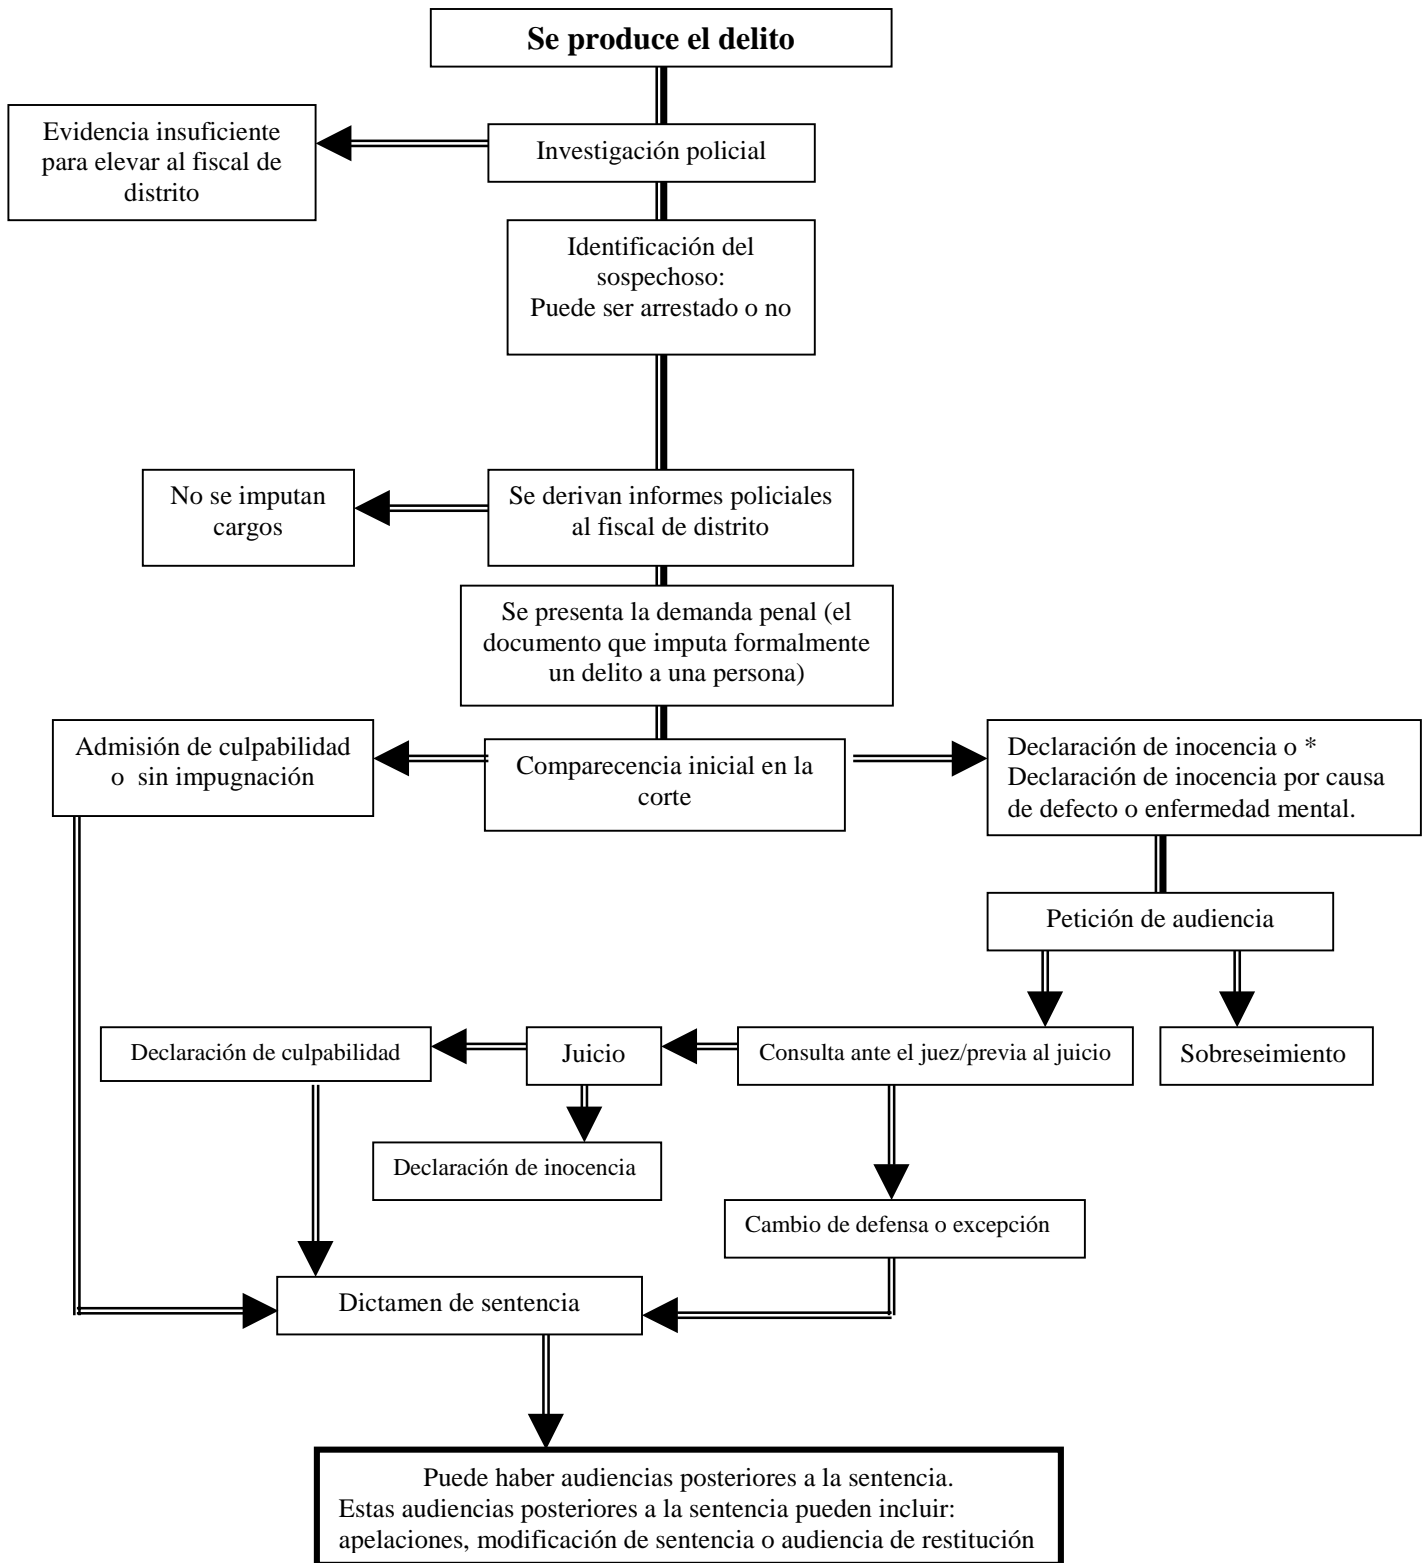 Se produce el delito
Evidencia insuficiente
para elevar al fiscal de
distrito
Investigación policial
Identificación del
sospechoso:
Puede ser arrestado o no
No se imputan
cargos
Se derivan informes policiales
al fiscal de distrito
Se presenta la demanda penal (el
documento que imputa formalmente
un delito a una persona)
Admisión de culpabilidad
o sin impugnación
Comparecencia inicial en la
corte
Declaración de inocencia o *
Declaración de inocencia por causa
de defecto o enfermedad mental.
Petición de audiencia
Declaración de culpabilidad
Juicio
Consulta ante el juez/previa al juicio
Sobreseimiento
Declaración de inocencia
Cambio de defensa o excepción
Dictamen de sentencia
Puede haber audiencias posteriores a la sentencia.
Estas audiencias posteriores a la sentencia pueden incluir:
apelaciones, modificación de sentencia o audiencia de restitución